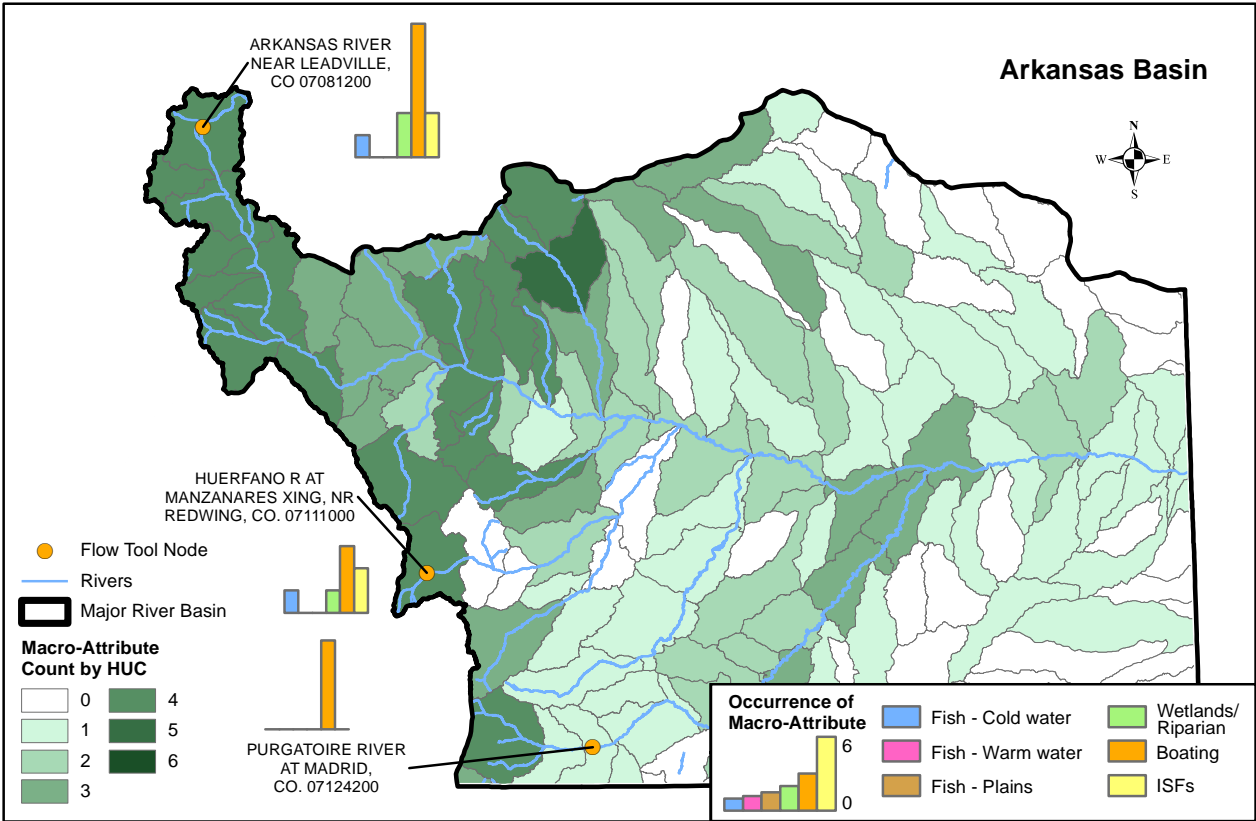 Arkansas Basin
ARKANSAS RIVER
NEAR LEADVILLE,
CO 07081200
N
W
E
S
HUERFANO R AT
MANZANARES XING, NR
REDWING, CO. 07111000
PURGATOIRE RIVER
AT MADRID,
CO. 07124200
Flow Tool Node
Rivers
Major River Basin
Macro-Attribute
Count by HUC
0
4
1
5
2
6
3
Occurrence of
Macro-Attribute
6
0
Fish - Cold water
Fish - Warm water
Fish - Plains
Wetlands/
Riparian
Boating
ISFs